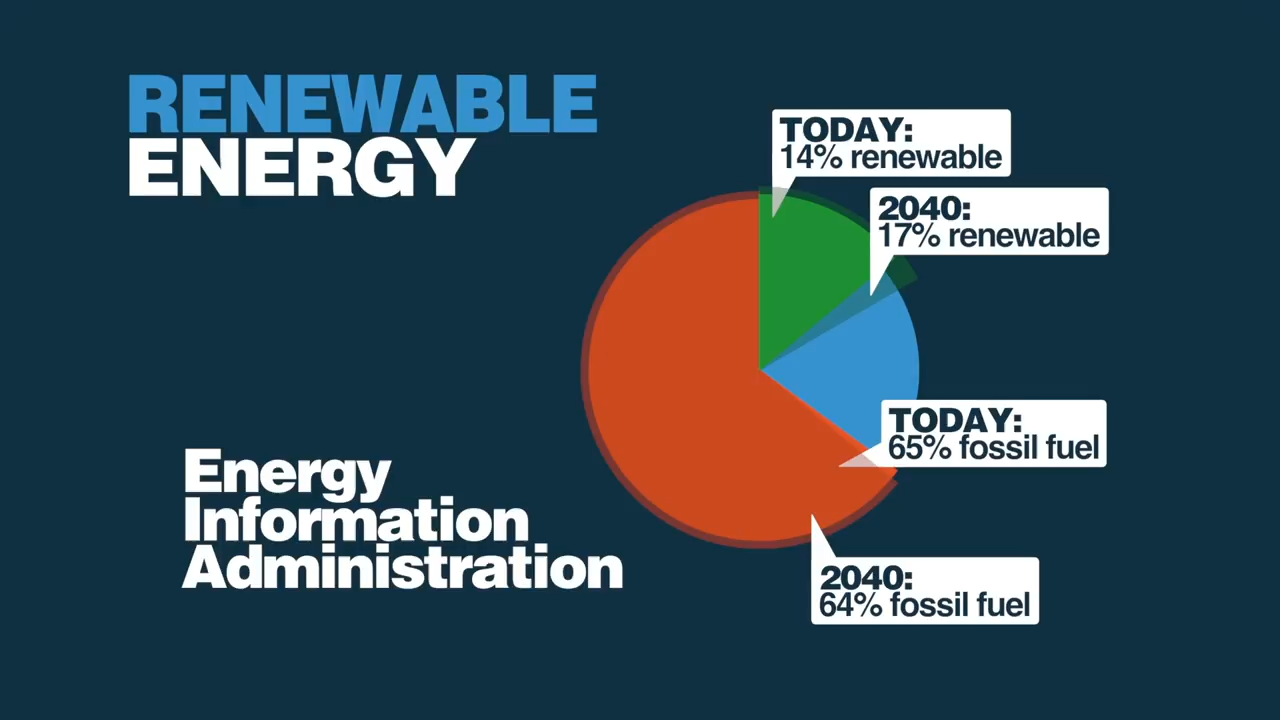 RENEWABLE
ENERGY
TODAY:
14% renewable
2040:
17% renewable
TODAY:
65% fossil fuel
2040:
64% fossil fuel
Energy
Information
Administration